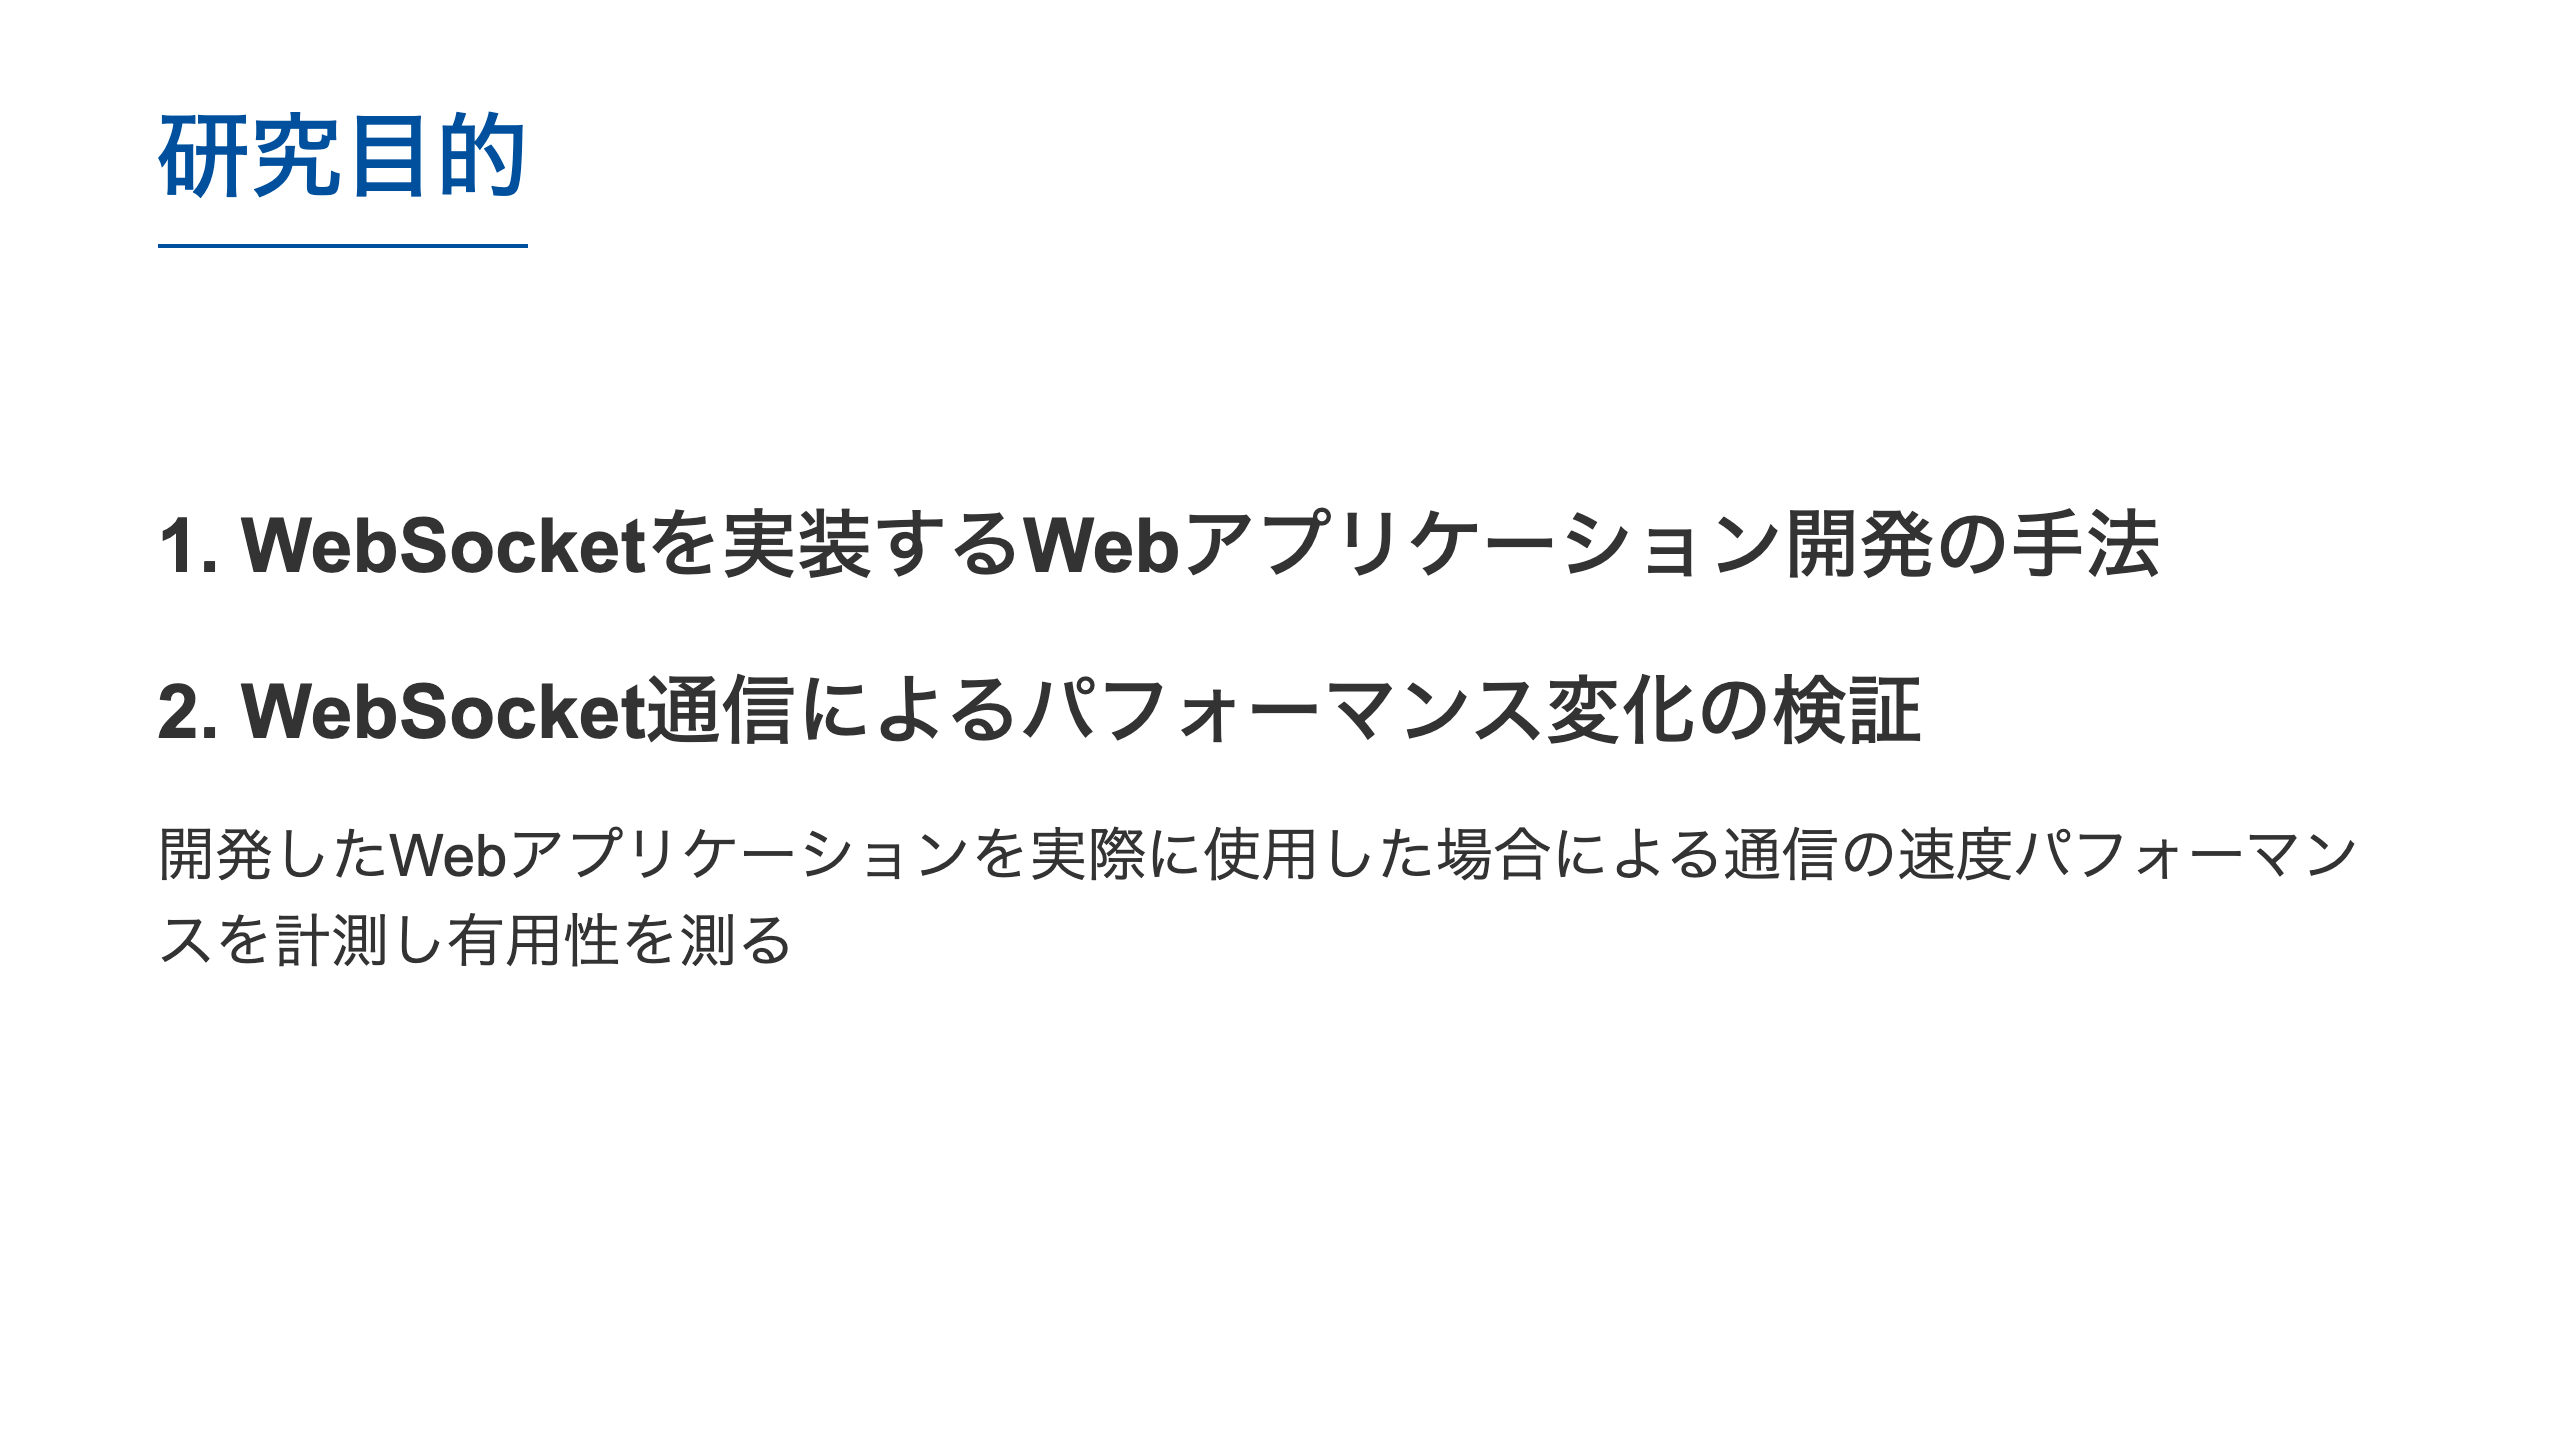 研究目的
1. WebSocketを実装するWebアプリケーション開発の手法
2. WebSocket通信によるパフォーマンス変化の検証
開発したWebアプリケーションを実際に使用した場合による通信の速度パフォーマン
スを計測し有用性を測る